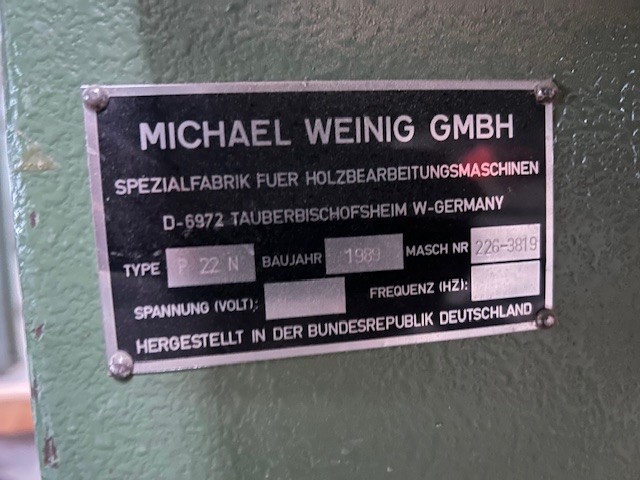 MICHAEL WEINIG GMBH
SPEZIALFABRIK FUER HOLZBEARBEITUNGSMASCHINEN
D-6972 TAUBERBISCHOFSHEIM W-GERMANY
TYPE P 22 N BAUJAHR 1989 MASCH NR 226-3819
SPANNUNG (VOLT): FREQUENZ (HZ):
HERGESTELLT IN DER BUNDESREPUBLIK DEUTSCHLAND